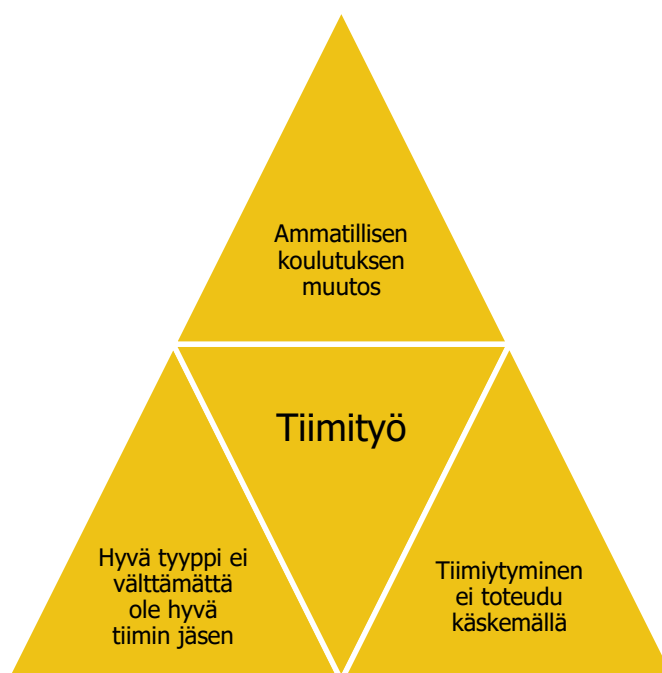 Ammatillisen
koulutuksen
muutos
Tiimityö
Hyvä tyyppi ei
välttämättä
ole hyvä
tiimin jäsen
Tiimiytyminen
ei toteudu
käskemällä